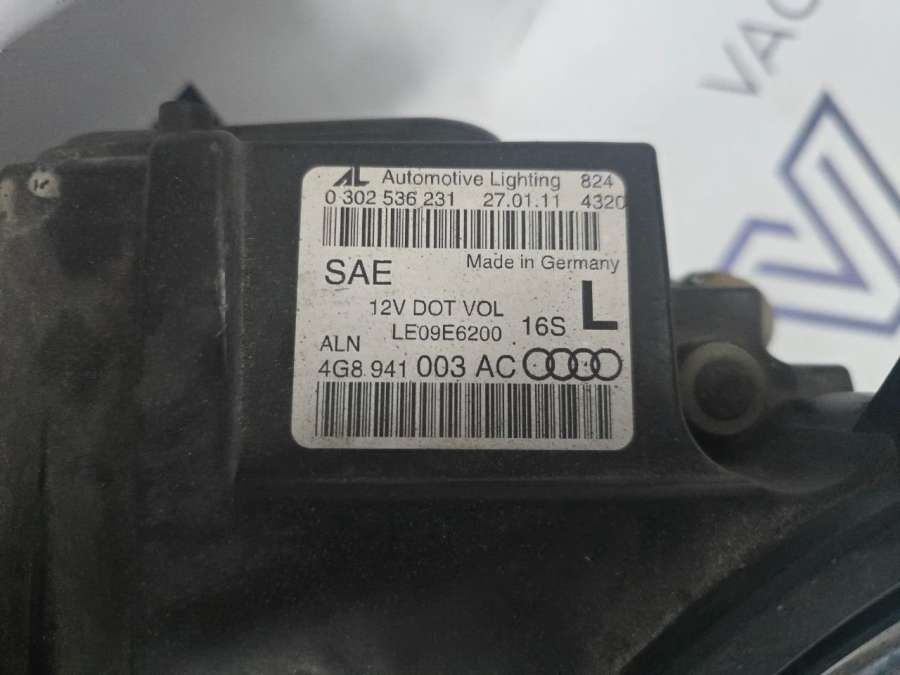 VAC
AL Automotive Lighting 824
0 302 536 231 27.01.11 4320
Made in Germany
SAE
12V DOT VOL
LE09E6200 16S L
ALN
4G8 941 003 AC